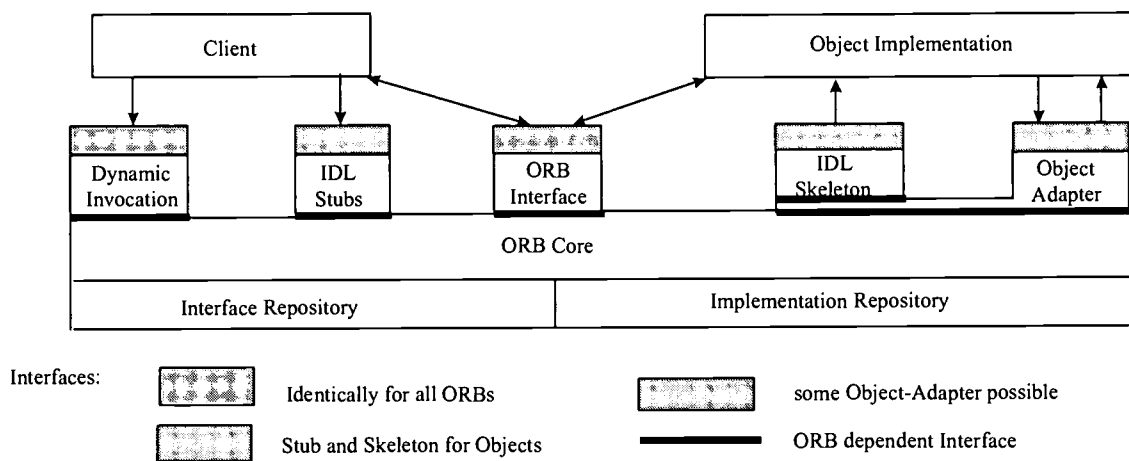 Client
Object Implementation
Dynamic
Invocation
IDL
Stubs
ORB
Interface
IDL
Skeleton
Object
Adapter
ORB Core
Interface Repository
Implementation Repository
Interfaces:
Identically for all ORBs
some Object-Adapter possible
Stub and Skeleton for Objects
ORB dependent Interface